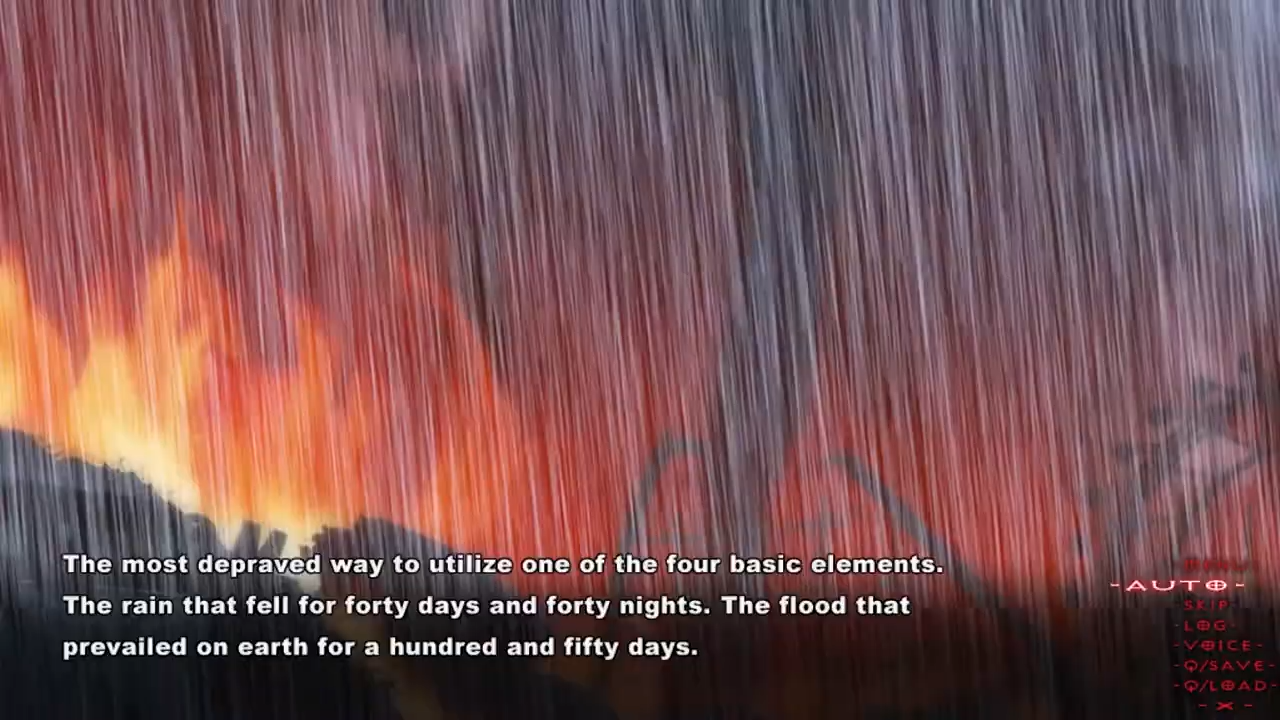 The most depraved way to utilize one of the four basic elements.
The rain that fell for forty days and forty nights. The flood that
prevailed on earth for a hundred and fifty days.
-AUTO-
-SKIP-
-LOG-
-VOICE-
-Q/SAVE-
-Q/LOAD-
-X-